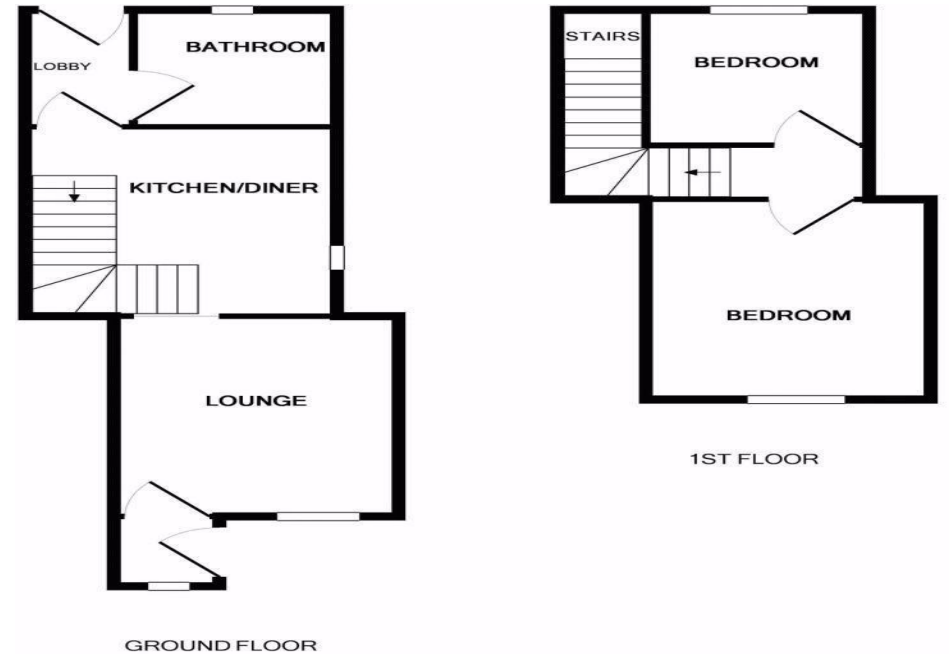 BATHROOM
LOBBY
KITCHEN/DINER
LOUNGE
GROUND FLOOR
STAIRS
BEDROOM
BEDROOM
1ST FLOOR